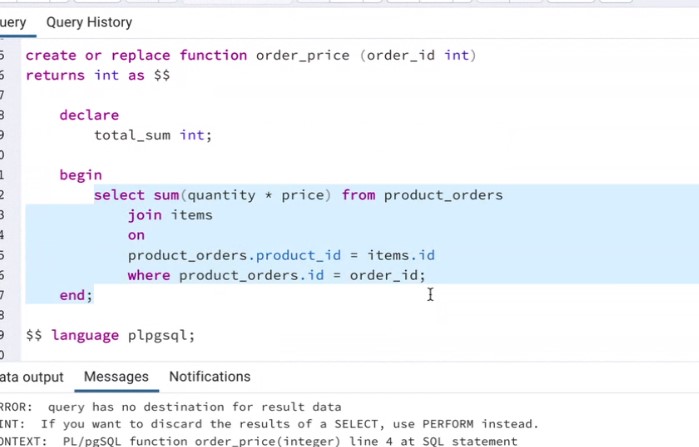 uery Query History
5 create or replace function order_price (order_id int)
6 returns int as $$
7
8 declare
9 total_sum int;
0
1 begin
2 select sum(quantity * price) from product_orders
3 join items
4 on
5 product_orders.product_id = items.id
6 where product_orders.id = order_id;
7 end;
8
9 $$ language plpgsql;
0
ata output Messages Notifications
RROR: query has no destination for result data
INT: If you want to discard the results of a SELECT, use PERFORM instead.
ONTEXT: PL/pgSQL function order_price(integer) line 4 at SQL statement